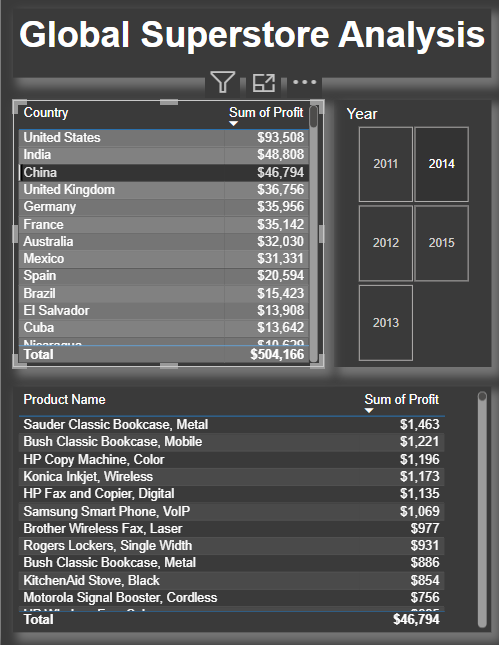 Global Superstore Analysis
Country Sum of Profit
United States $93,508
India $48,808
China $46,794
United Kingdom $36,756
Germany $35,956
France $35,142
Australia $32,030
Mexico $31,331
Spain $20,594
Brazil $15,423
El Salvador $13,908
Cuba $13,642
Nicaragua $10,629
Total $504,166
Year
2011 2014
2012 2015
2013
Product Name Sum of Profit
Sauder Classic Bookcase, Metal $1,463
Bush Classic Bookcase, Mobile $1,221
HP Copy Machine, Color $1,196
Konica Inkjet, Wireless $1,173
HP Fax and Copier, Digital $1,135
Samsung Smart Phone, VoIP $1,069
Brother Wireless Fax, Laser $977
Rogers Lockers, Single Width $931
Bush Classic Bookcase, Metal $886
KitchenAid Stove, Black $854
Motorola Signal Booster, Cordless $756
Total $46,794